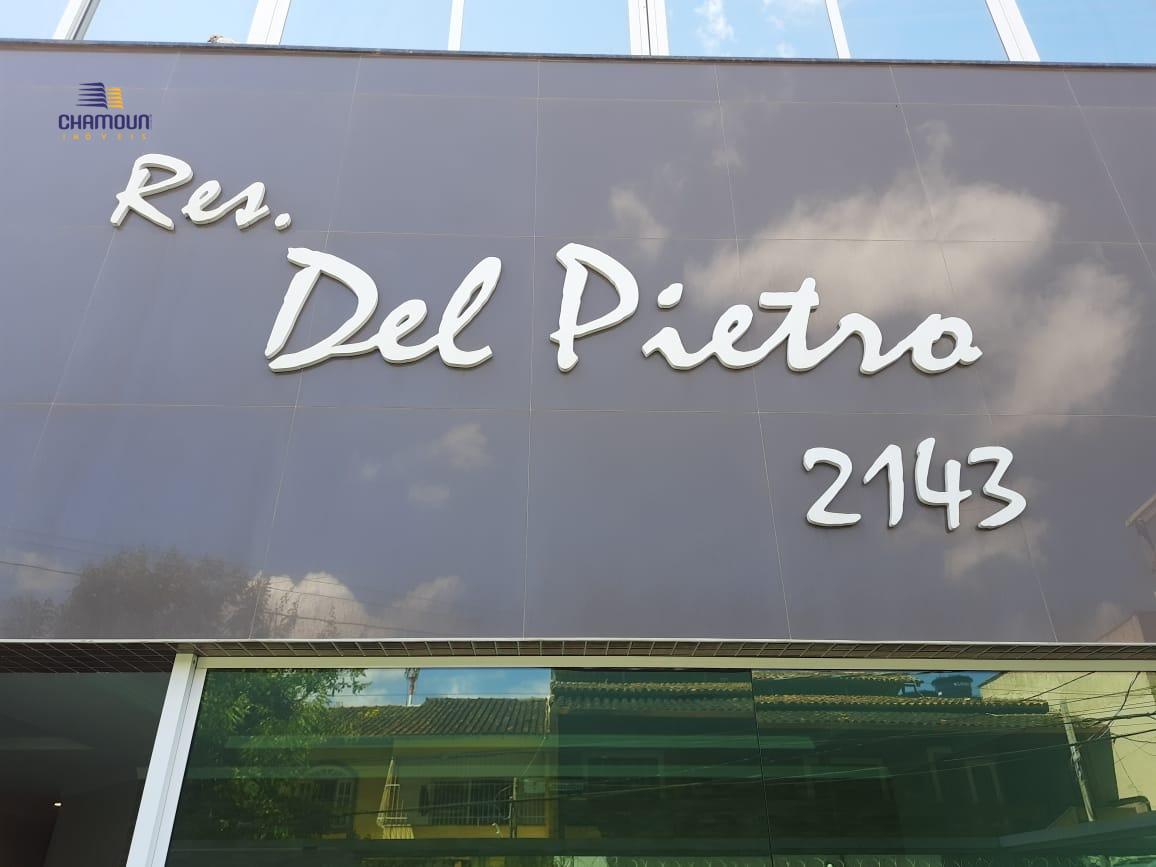 CHAMOUN
IMÓVEIS
Res.
Del Pietro
2143